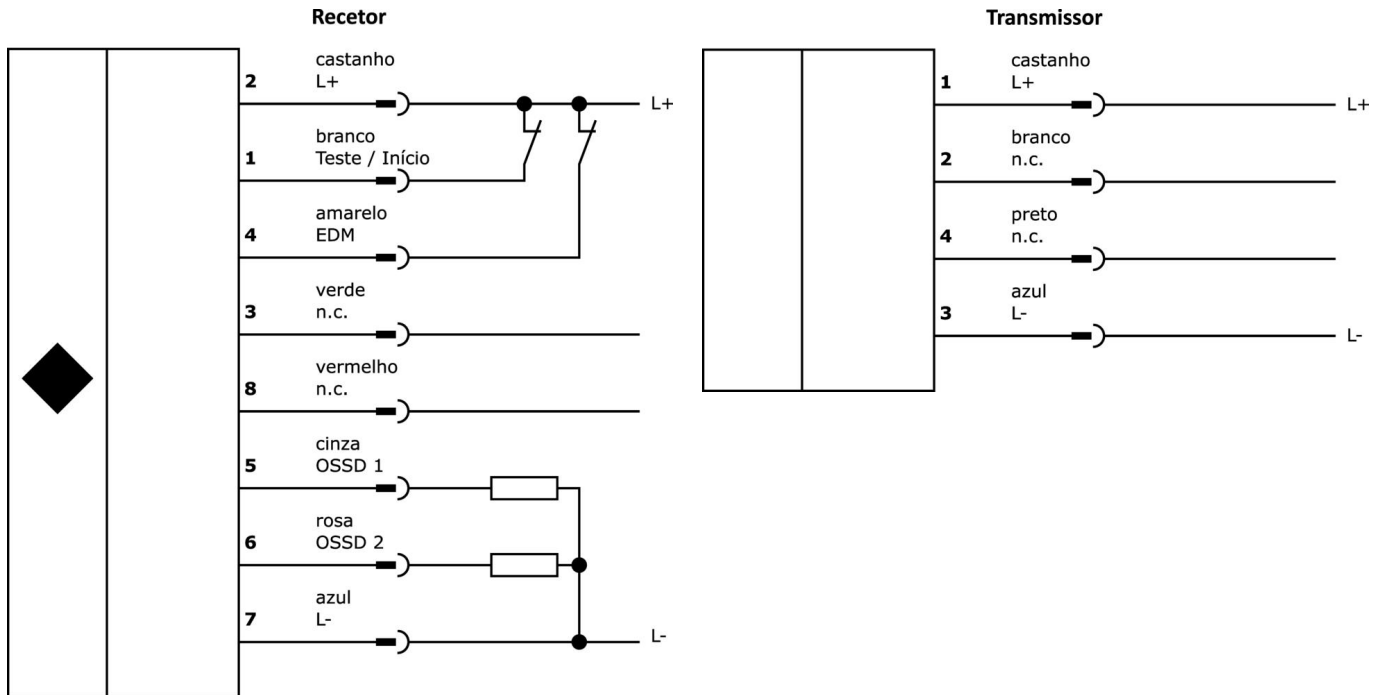 Recetor
castanho
2 L+
L+
branco
1 Teste / Início
amarelo
4 EDM
verde
3 n.c.
vermelho
8 n.c.
cinza
5 OSSD 1
rosa
6 OSSD 2
azul
7 L-
L-
Transmissor
castanho
1 L+
L+
branco
2 n.c.
preto
4 n.c.
azul
3 L-
L-